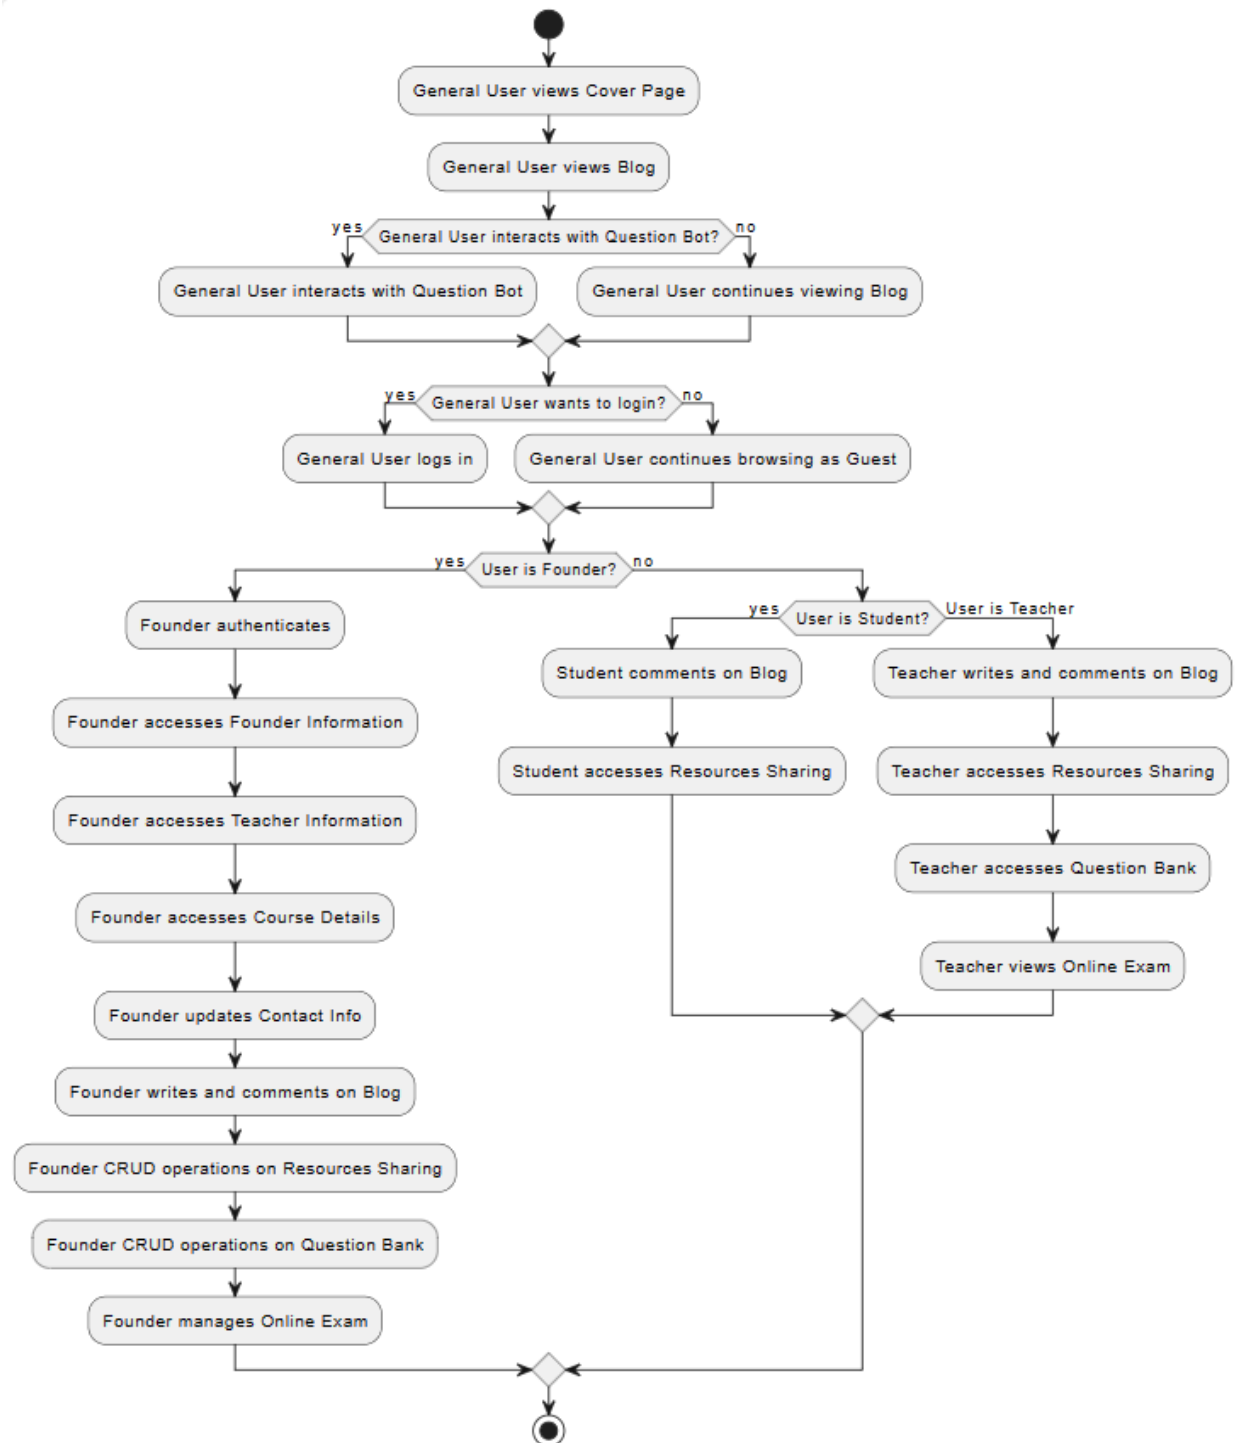 General User views Cover Page
General User views Blog
yes
General User interacts with Question Bot?
no
General User interacts with Question Bot
General User continues viewing Blog
yes
General User wants to login?
no
General User logs in
General User continues browsing as Guest
yes
User is Founder?
no
Founder authenticates
Founder accesses Founder Information
Founder accesses Teacher Information
Founder accesses Course Details
Founder updates Contact Info
Founder writes and comments on Blog
Founder CRUD operations on Resources Sharing
Founder CRUD operations on Question Bank
Founder manages Online Exam
yes
User is Student?
User is Teacher
Student comments on Blog
Student accesses Resources Sharing
Teacher writes and comments on Blog
Teacher accesses Resources Sharing
Teacher accesses Question Bank
Teacher views Online Exam